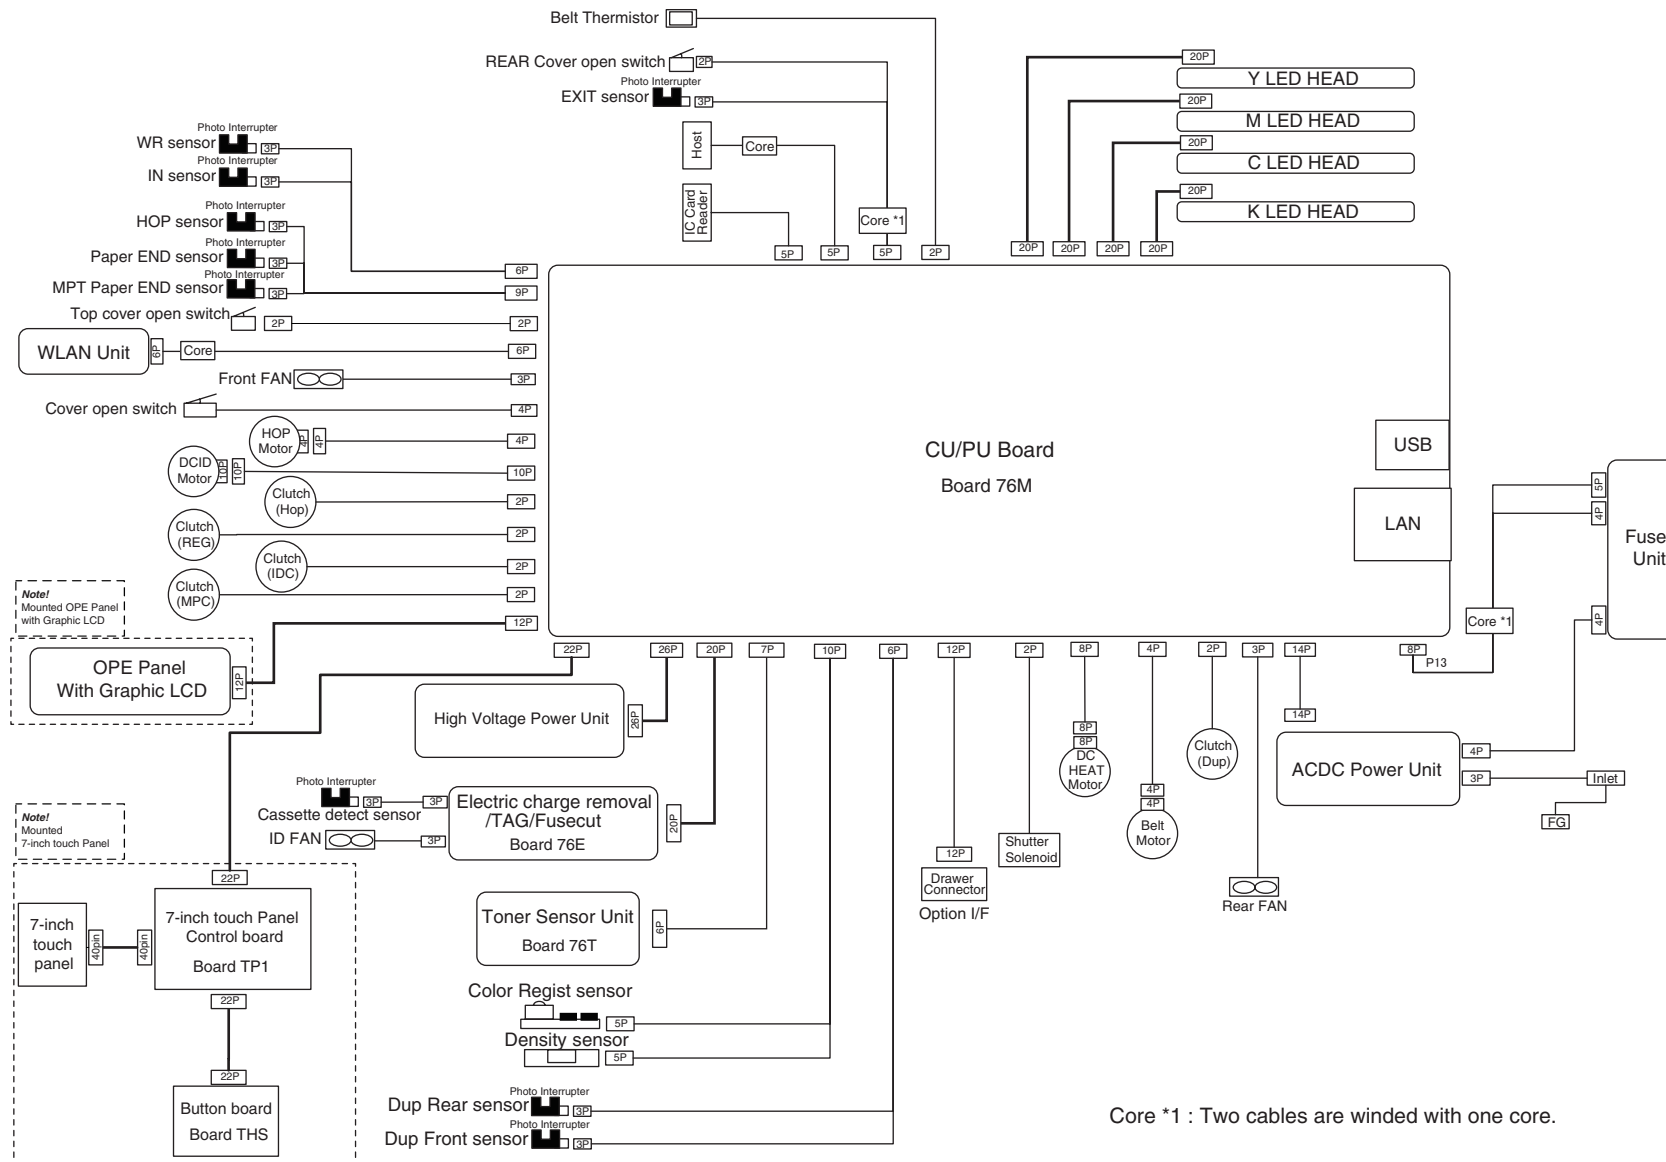 Belt Thermistor
REAR Cover open switch
2P
Photo Interrupter
EXIT sensor
3P
Host
Core
IC Card
Reader
Core *1
5P
5P
5P
2P
20P
Y LED HEAD
20P
M LED HEAD
20P
C LED HEAD
20P
K LED HEAD
20P
20P
20P
20P
Photo Interrupter
WR sensor
3P
Photo Interrupter
IN sensor
3P
Photo Interrupter
HOP sensor
3P
Photo Interrupter
Paper END sensor
3P
Photo Interrupter
MPT Paper END sensor
3P
6P
9P
Top cover open switch
2P
2P
WLAN Unit
6P
Core
6P
Front FAN
3P
Cover open switch
4P
HOP
Motor
4P
4P
4P
DCID
Motor
10P
10P
10P
Clutch
(Hop)
2P
Clutch
(REG)
2P
Clutch
(IDC)
2P
Clutch
(MPC)
2P
12P
CU/PU Board
Board 76M
USB
LAN
5P
4P
4P
Fuse
Unit
Core *1
8P
P13
Note!
Mounted OPE Panel
with Graphic LCD
OPE Panel
With Graphic LCD
12P
22P
26P
20P
7P
10P
6P
12P
2P
8P
4P
2P
3P
14P
High Voltage Power Unit
26P
14P
ACDC Power Unit
4P
3P
Inlet
FG
8P
8P
DC
HEAT
Motor
Clutch
(Dup)
4P
4P
Belt
Motor
Shutter
Solenoid
12P
Drawer
Connector
Option I/F
Rear FAN
Photo Interrupter
3P
3P
Cassette detect sensor
ID FAN
3P
Electric charge removal
/TAG/Fusecut
Board 76E
20P
Note!
Mounted
7-inch touch Panel
22P
7-inch
touch
panel
40pin
40pin
7-inch touch Panel
Control board
Board TP1
22P
22P
Button board
Board THS
Toner Sensor Unit
Board 76T
6P
Color Regist sensor
5P
Density sensor
5P
Photo Interrupter
Dup Rear sensor
3P
Photo Interrupter
Dup Front sensor
3P
Core *1 : Two cables are winded with one core.